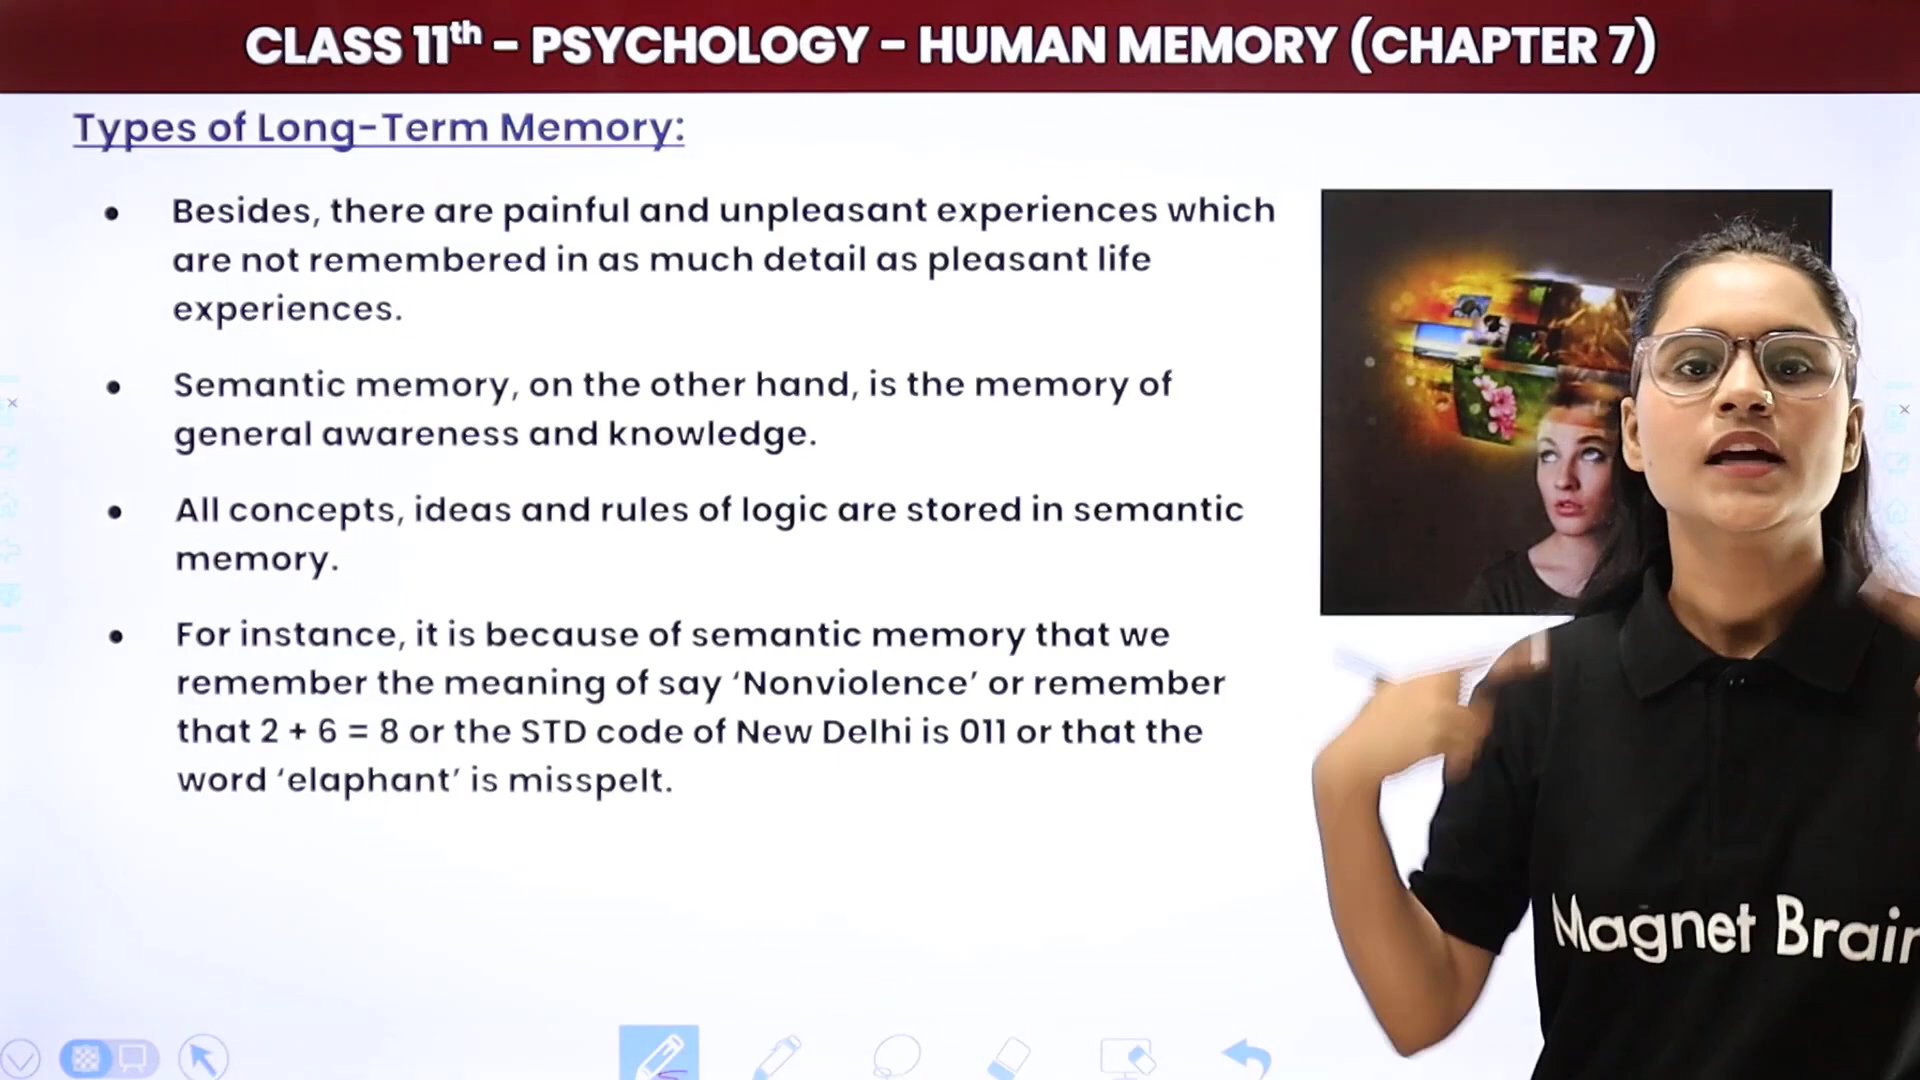 CLASS 11th - PSYCHOLOGY - HUMAN MEMORY (CHAPTER 7)
Types of Long-Term Memory:
• Besides, there are painful and unpleasant experiences which
are not remembered in as much detail as pleasant life
experiences.
• Semantic memory, on the other hand, is the memory of
general awareness and knowledge.
• All concepts, ideas and rules of logic are stored in semantic
memory.
• For instance, it is because of semantic memory that we
remember the meaning of say ‘Nonviolence’ or remember
that 2 + 6 = 8 or the STD code of New Delhi is 011 or that the
word ‘elaphant’ is misspelt.
Magnet Brain